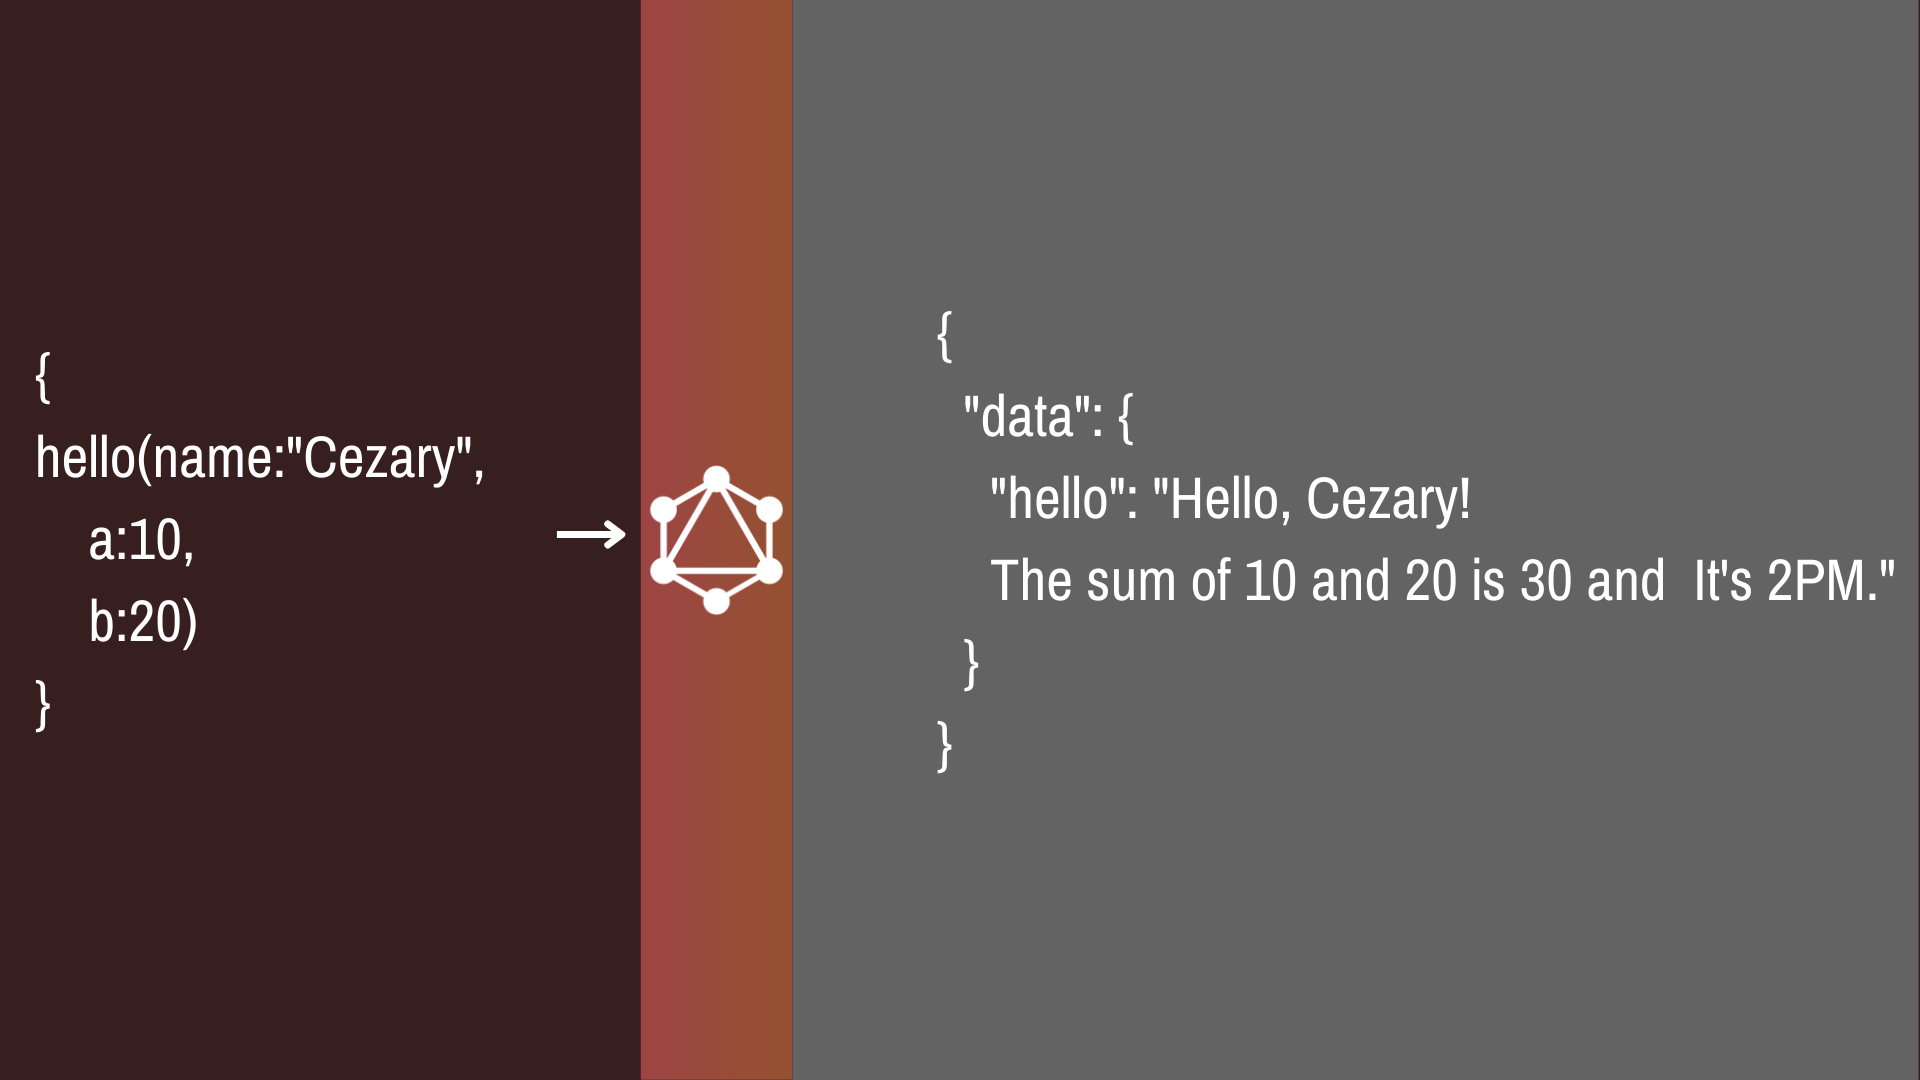 {
hello(name:"Cezary",
a:10,
b:20)
}
{
"data": {
"hello": "Hello, Cezary!
The sum of 10 and 20 is 30 and  It's 2PM."
}
}